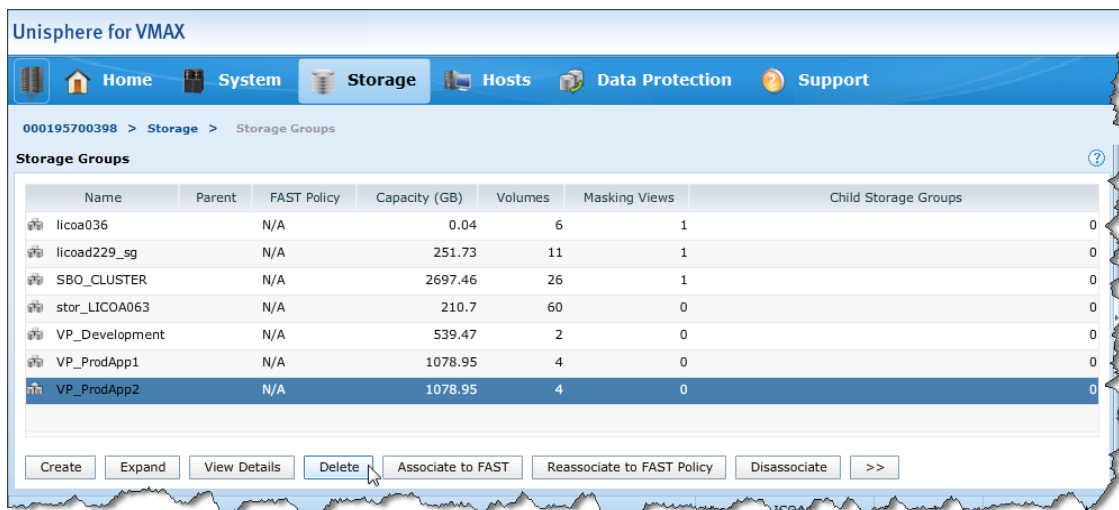 Unisphere for VMAX
Home System Storage Hosts Data Protection Support
000195700398 > Storage > Storage Groups
Storage Groups
Name Parent FAST Policy Capacity (GB) Volumes Masking Views Child Storage Groups
licoa036 N/A 0.04 6 1 0
licoad229_sg N/A 251.73 11 1 0
SBO_CLUSTER N/A 2697.46 26 1 0
stor_LICOA063 N/A 210.7 60 0 0
VP_Development N/A 539.47 2 0 0
VP_ProdApp1 N/A 1078.95 4 0 0
VP_ProdApp2 N/A 1078.95 4 0 0
Create Expand View Details Delete Associate to FAST Reassociate to FAST Policy Disassociate >>